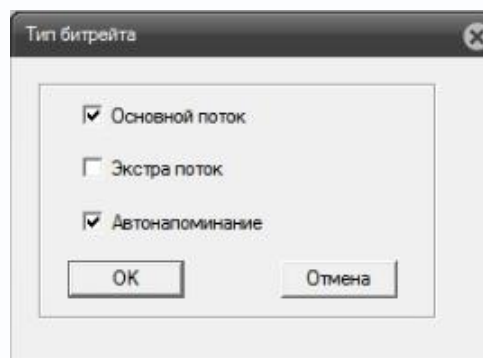 Тип битрейта
Основной поток
Экстра поток
Автонапоминание
OK
Отмена